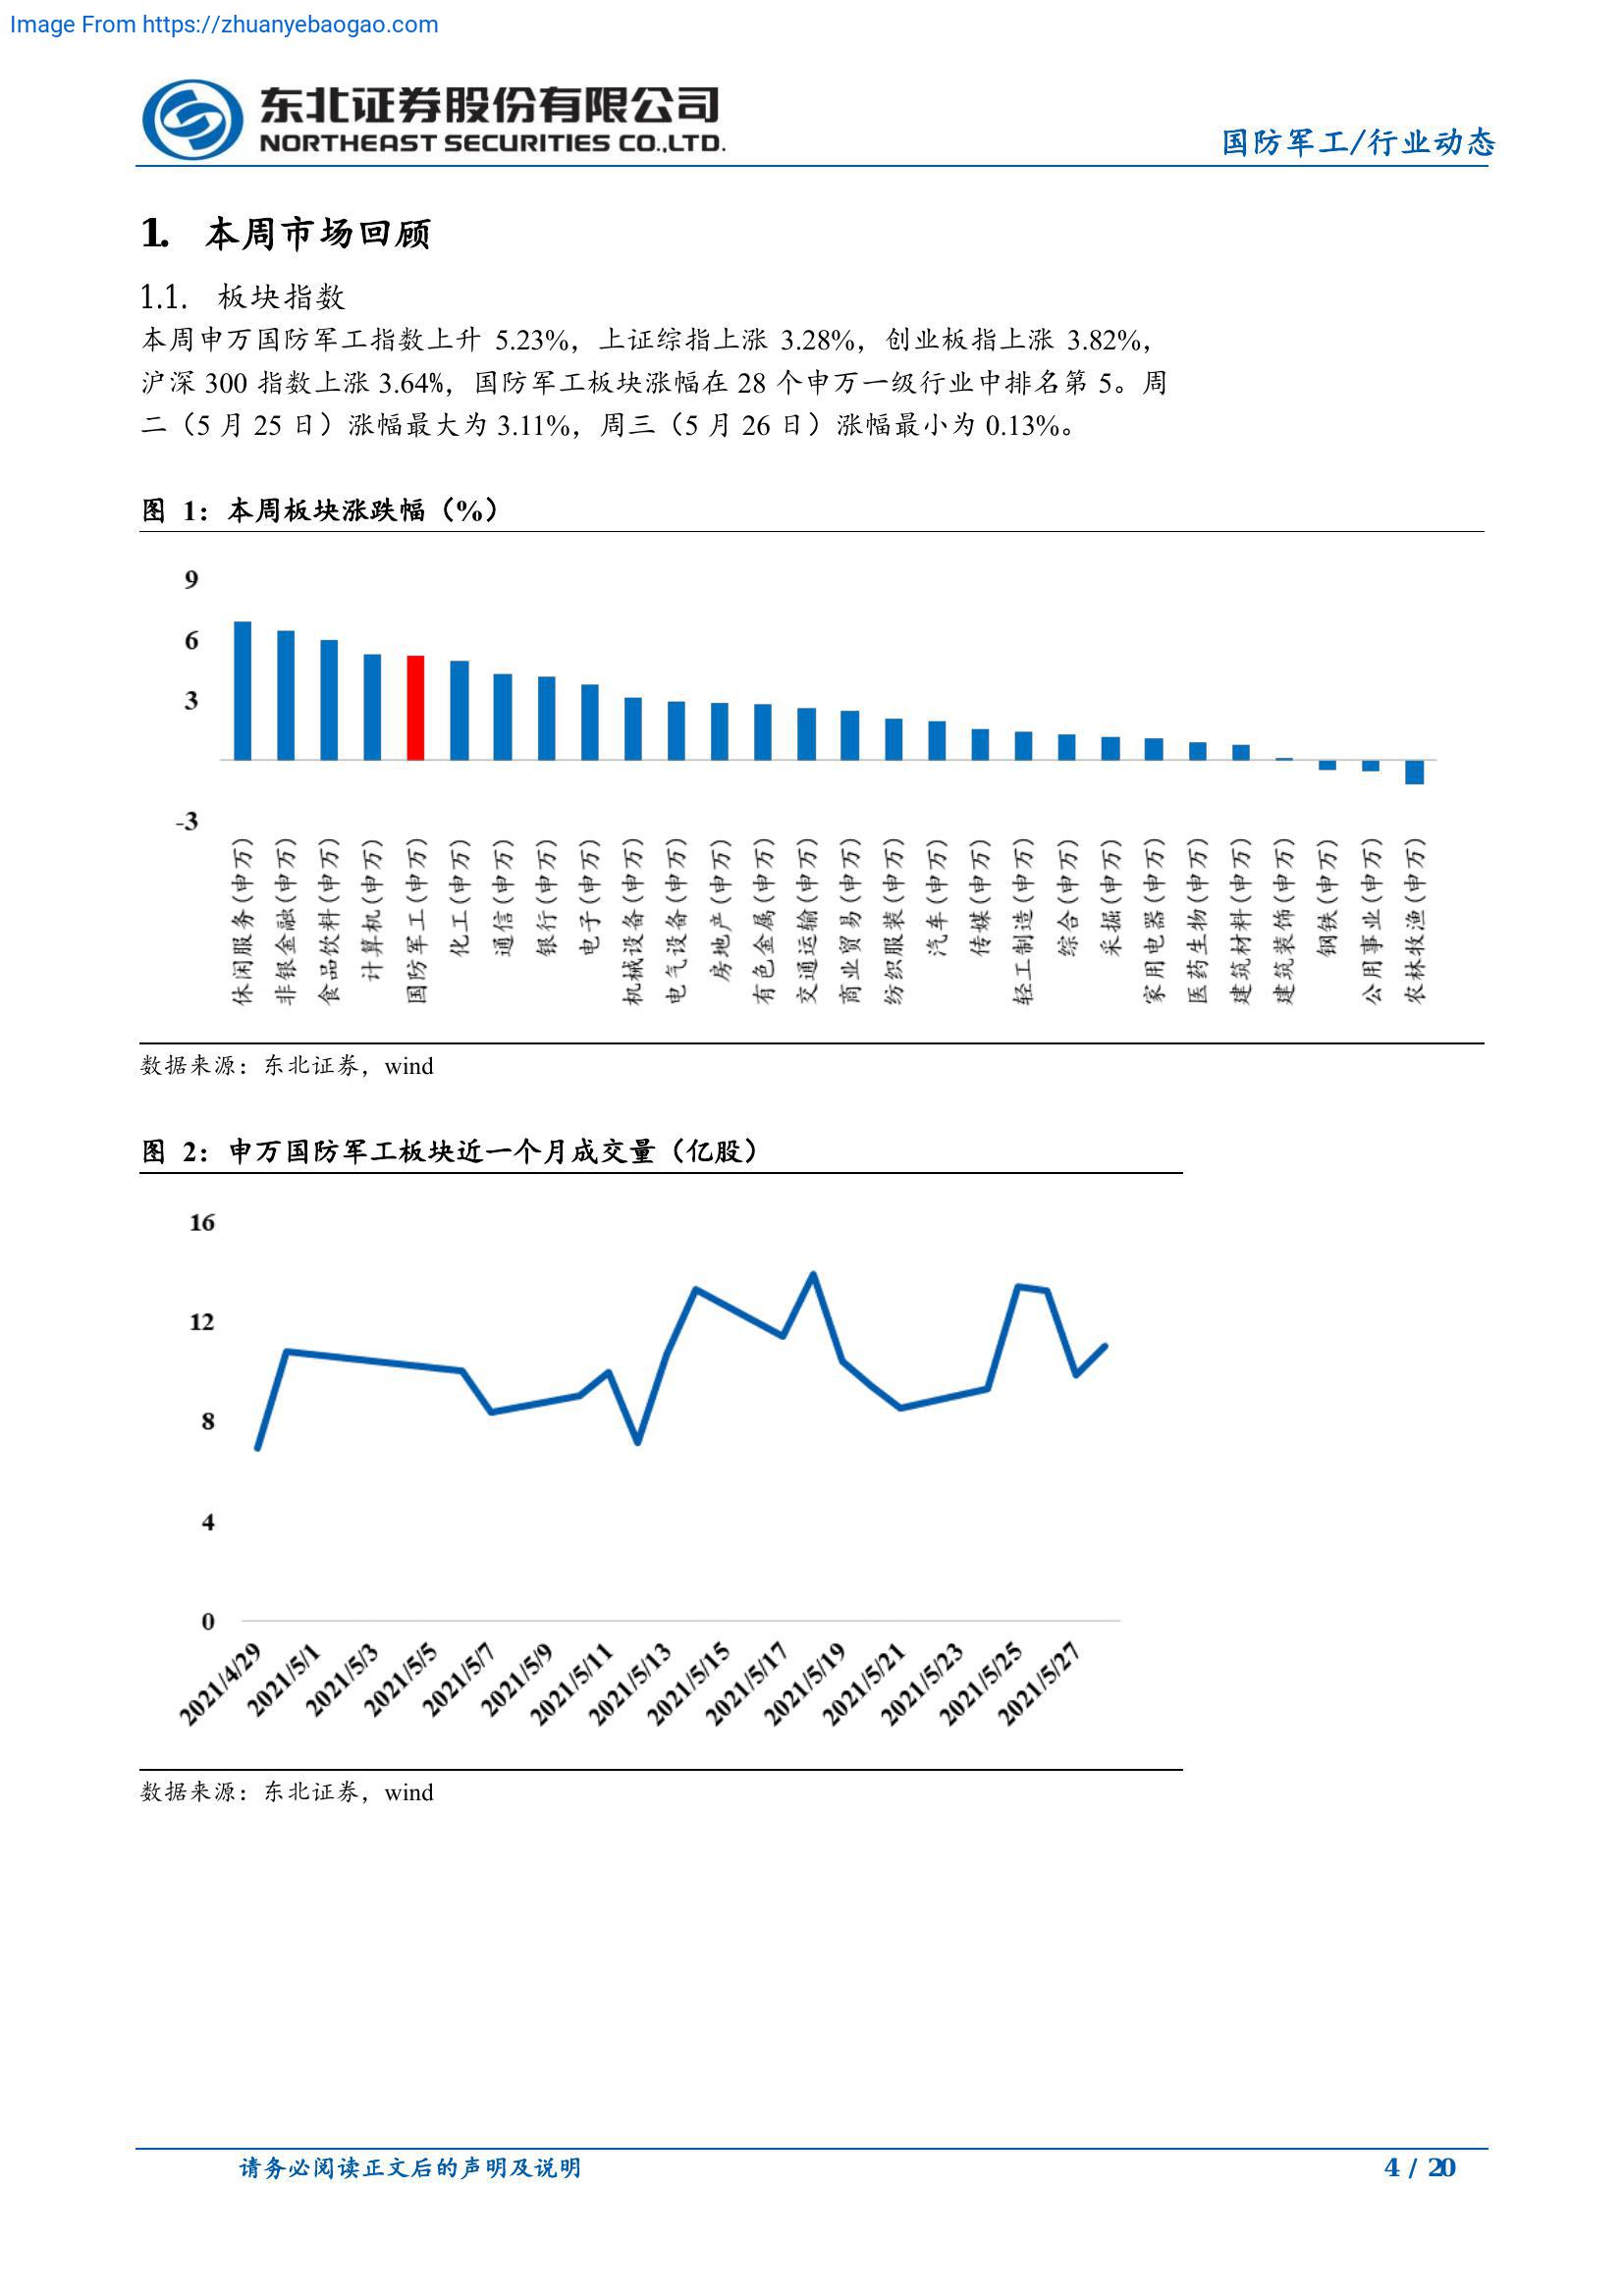 Image From https://zhuanyebaogao.com
东北证券股份有限公司
NORTHEAST SECURITIES CO.,LTD.
国防军工/行业动态
1. 本周市场回顾
1.1. 板块指数
本周申万国防军工指数上升 5.23%，上证综指上涨 3.28%，创业板指上涨 3.82%，
沪深 300 指数上涨 3.64%，国防军工板块涨幅在 28 个申万一级行业中排名第 5。周
二（5 月 25 日）涨幅最大为 3.11%，周三（5 月 26 日）涨幅最小为 0.13%。
图 1：本周板块涨跌幅（%）
9
6
3
-3
休闲服务(申万)
非银金融(申万)
食品饮料(申万)
计算机(申万)
国防军工(申万)
化工(申万)
通信(申万)
银行(申万)
电子(申万)
机械设备(申万)
电气设备(申万)
房地产(申万)
有色金属(申万)
交通运输(申万)
商业贸易(申万)
纺织服装(申万)
汽车(申万)
传媒(申万)
轻工制造(申万)
综合(申万)
采掘(申万)
家用电器(申万)
医药生物(申万)
建筑材料(申万)
建筑装饰(申万)
钢铁(申万)
公用事业(申万)
农林牧渔(申万)
数据来源：东北证券，wind
图 2：申万国防军工板块近一个月成交量（亿股）
16
12
8
4
0
2021/4/29
2021/5/1
2021/5/3
2021/5/5
2021/5/7
2021/5/9
2021/5/11
2021/5/13
2021/5/15
2021/5/17
2021/5/19
2021/5/21
2021/5/23
2021/5/25
2021/5/27
数据来源：东北证券，wind
请务必阅读正文后的声明及说明
4 / 20